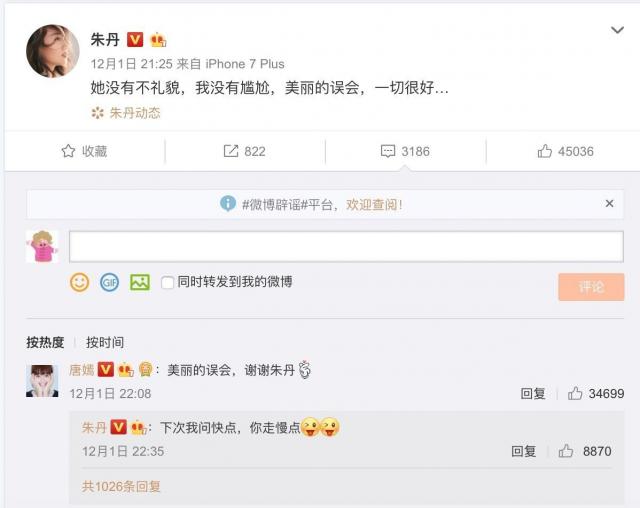 朱丹
12月1日 21:25 来自 iPhone 7 Plus
她没有不礼貌，我没有尴尬，美丽的误会，一切很好...
朱丹动态
收藏 822 3186 45036
#微博辟谣#平台，欢迎查阅！
GIF 同时转发到我的微博 评论
按热度 | 按时间
唐嫣：美丽的误会，谢谢朱丹
12月1日 22:08 回复 34699
朱丹：下次我问快点，你走慢点
12月1日 22:35 回复 8870
共1026条回复